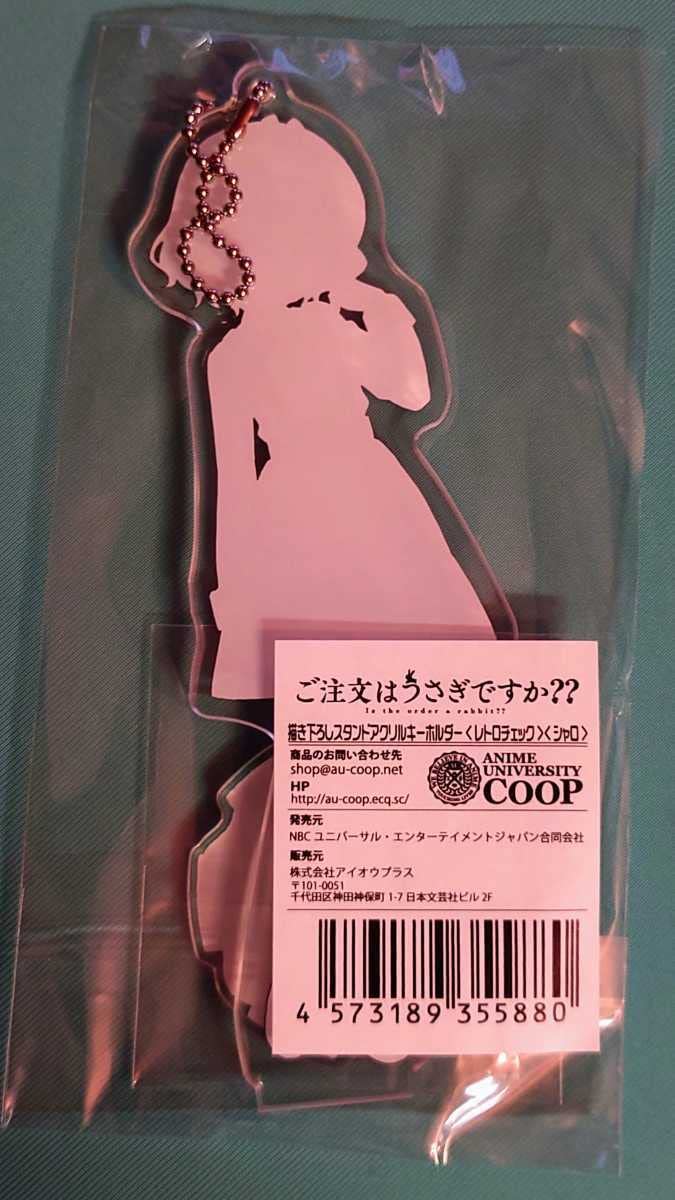 ご注文はうさぎですか??
Is the order a rabbit??
描き下ろしスタンドアクリルキーホルダー<レトロチェック><シャロ>
商品のお問い合わせ先
shop@au-coop.net
HP
http://au-coop.ecq.sc/
ANIME
UNIVERSITY
COOP
発売元
NBC ユニバーサル・エンターテイメントジャパン合同会社
販売元
株式会社アイオウプラス
〒101-0051
千代田区神田神保町 1-7 日本文芸社ビル 2F
4 573189 355880